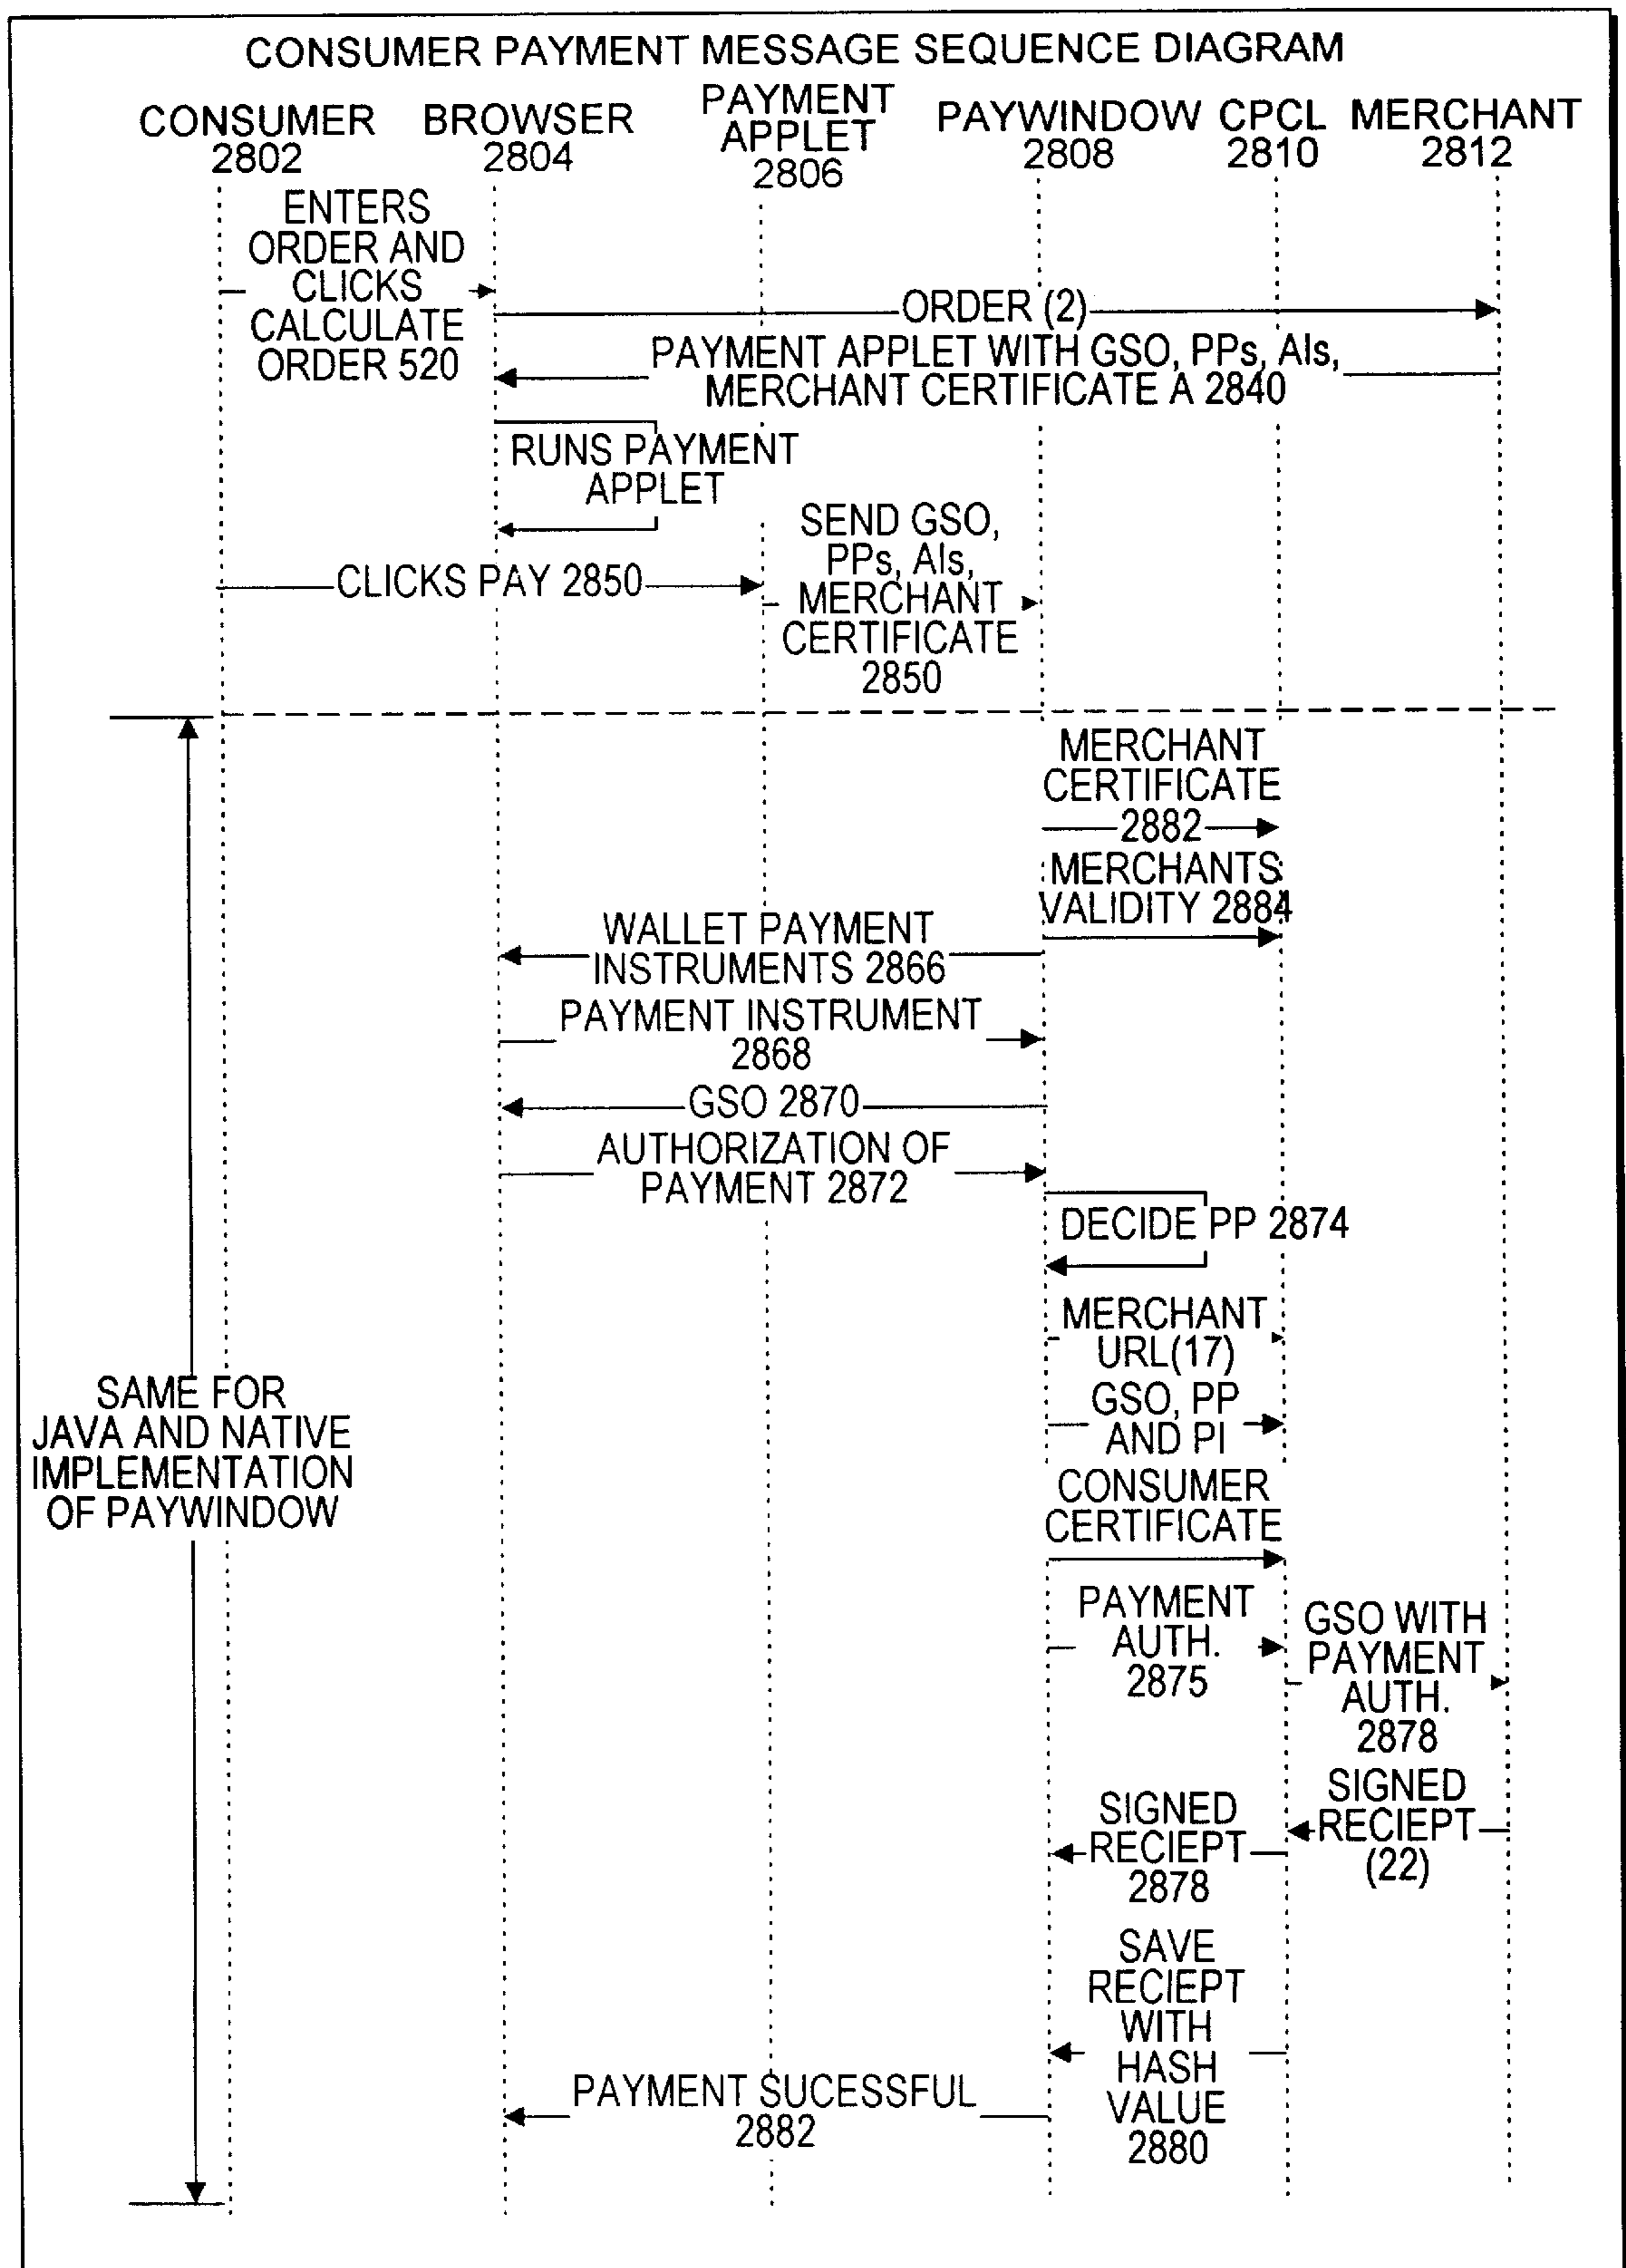 CONSUMER PAYMENT MESSAGE SEQUENCE DIAGRAM
CONSUMER
2802
BROWSER
2804
PAYMENT
APPLET
2806
PAYWINDOW
2808
CPCL
2810
MERCHANT
2812
ENTERS
ORDER AND
CLICKS
CALCULATE
ORDER 520
ORDER (2)
PAYMENT APPLET WITH GSO, PPs, AIs,
MERCHANT CERTIFICATE A 2840
RUNS PAYMENT
APPLET
CLICKS PAY 2850
SEND GSO,
PPs, AIs,
MERCHANT
CERTIFICATE
2850
MERCHANT
CERTIFICATE
2882
MERCHANTS
VALIDITY 2884
WALLET PAYMENT
INSTRUMENTS 2866
PAYMENT INSTRUMENT
2868
GSO 2870
AUTHORIZATION OF
PAYMENT 2872
DECIDE PP 2874
MERCHANT
URL(17)
GSO, PP
AND PI
SAME FOR
JAVA AND NATIVE
IMPLEMENTATION
OF PAYWINDOW
CONSUMER
CERTIFICATE
PAYMENT
AUTH.
2875
GSO WITH
PAYMENT
AUTH.
2878
SIGNED
RECIEPT
(22)
SIGNED
RECIEPT
2878
SAVE
RECIEPT
WITH
HASH
VALUE
2880
PAYMENT SUCESSFUL
2882